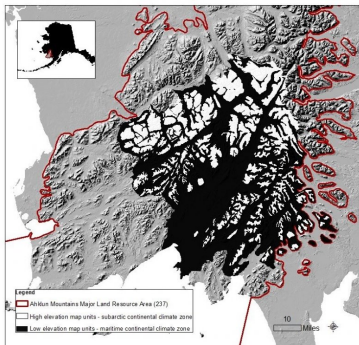 Legend
Ahklun Mountains Major Land Resource Area (237)
High elevation map units - subarctic continental climate zone
Low elevation map units - maritime continental climate zone
10
Miles